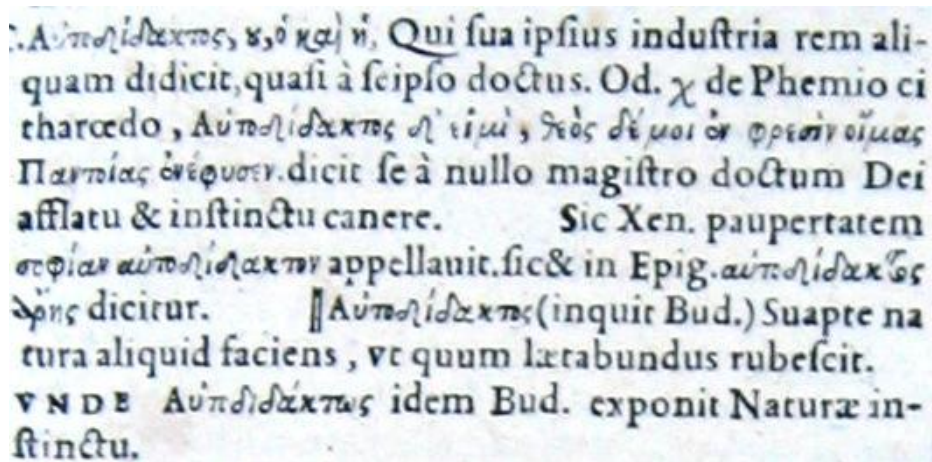 Αὐτοδίδακτος, ȣ, ὁ καὶ ἡ, Qui ſua ipſius induſtria rem ali-
quam didicit, quaſi à ſeipſo doctus. Od. χ de Phemio ci
tharœdo, Αὐτοδίδακτος δ' εἰμὶ, θεὸς δέ μοι ἐν φρεσὶν οἴμας
Παντοίας ἐνέφυσεν. dicit ſe à nullo magiſtro doctum Dei
afflatu & inſtinctu canere. Sic Xen. paupertatem
σοφίαν αὐτοδίδακτον appellauit. ſic & in Epig. αὐτοδίδακτος
dicitur. ‖Αὐτοδίδακτος (inquit Bud.) Suapte na
tura aliquid faciens, vt quum lætabundus rubeſcit.
VNDE Αὐτοδιδάκτως idem Bud. exponit Naturæ in-
ſtinctu.